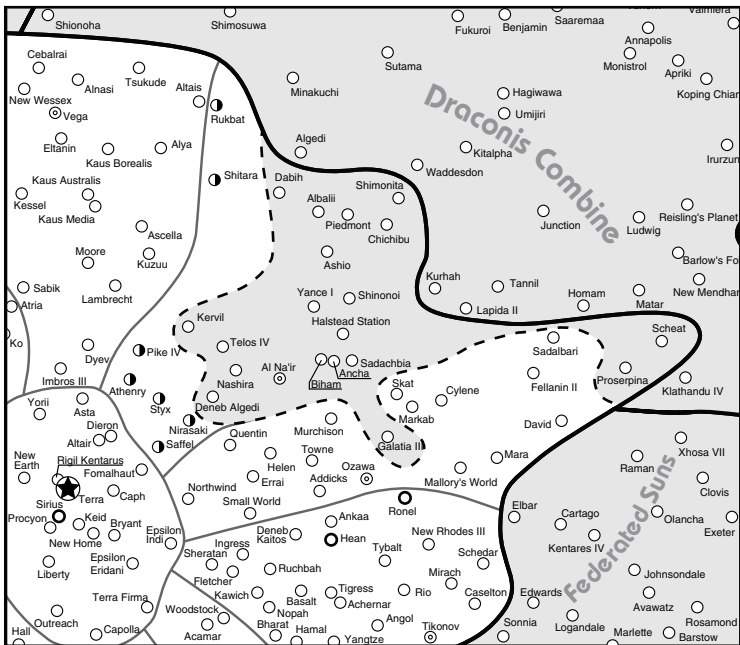 Shionoha
Shimosuwa
Fukuroi
Benjamin
Saaremaa
Annapolis
Monistrol
Apriki
Koping Chian
Cebalrai
Tsukude
Alnasi
Altais
New Wessex
Vega
Rukbat
Sutama
Minakuchi
Hagiwawa
Umijiri
Draconis Combine
Eltanin
Kaus Borealis
Alya
Algedi
Kitalpha
Waddesdon
Irurzun
Kaus Australis
Kessel
Kaus Media
Shitara
Dabih
Shimonita
Albalii
Piedmont
Chichibu
Junction
Ludwig
Reisling's Planet
Ascella
Moore
Kuzuu
Ashio
Barlow's Fo
Sabik
Atria
Lambrecht
Yance I
Shinonoi
Kurhah
Tannil
Lapida II
Homam
Matar
New Mendhar
Ko
Kervil
Halstead Station
Scheat
Dyev
Pike IV
Telos IV
Sadalbari
Imbros III
Athenry
Nashira
Al Na'ir
Sadachbia
Ancha
Biham
Skat
Cylene
Markab
Fellanin II
Proserpina
Klathandu IV
Yorii
Asta
Styx
Deneb Algedi
Nirasaki
Murchison
Galatia III
David
Dieron
Altair
Saffel
Quentin
Towne
Mara
Xhosa VII
New
Earth
Rigil Kentarus
Fomalhaut
Helen
Ozawa
Mallory's World
Raman
Clovis
Sirius
Terra
Caph
Northwind
Errai
Addicks
Small World
Ronel
Elbar
Cartago
Olancha
Exeter
Procyon
Keid
New Home
Bryant
Epsilon
Indi
Ankaa
Deneb
Kaitos
Hean
New Rhodes III
Kentares IV
Federated Suns
Liberty
Epsilon
Eridani
Sheratan
Ingress
Fletcher
Ruchbah
Tybalt
Schedar
Johnsondale
Terra Firma
Kawich
Basalt
Tigress
Achernar
Rio
Mirach
Caselton
Edwards
Avawatz
Outreach
Capolla
Woodstock
Acamar
Nopah
Bharat
Hamal
Yangtze
Angol
Tikonov
Sonnia
Logandale
Marlette
Rosamond
Barstow
Hall